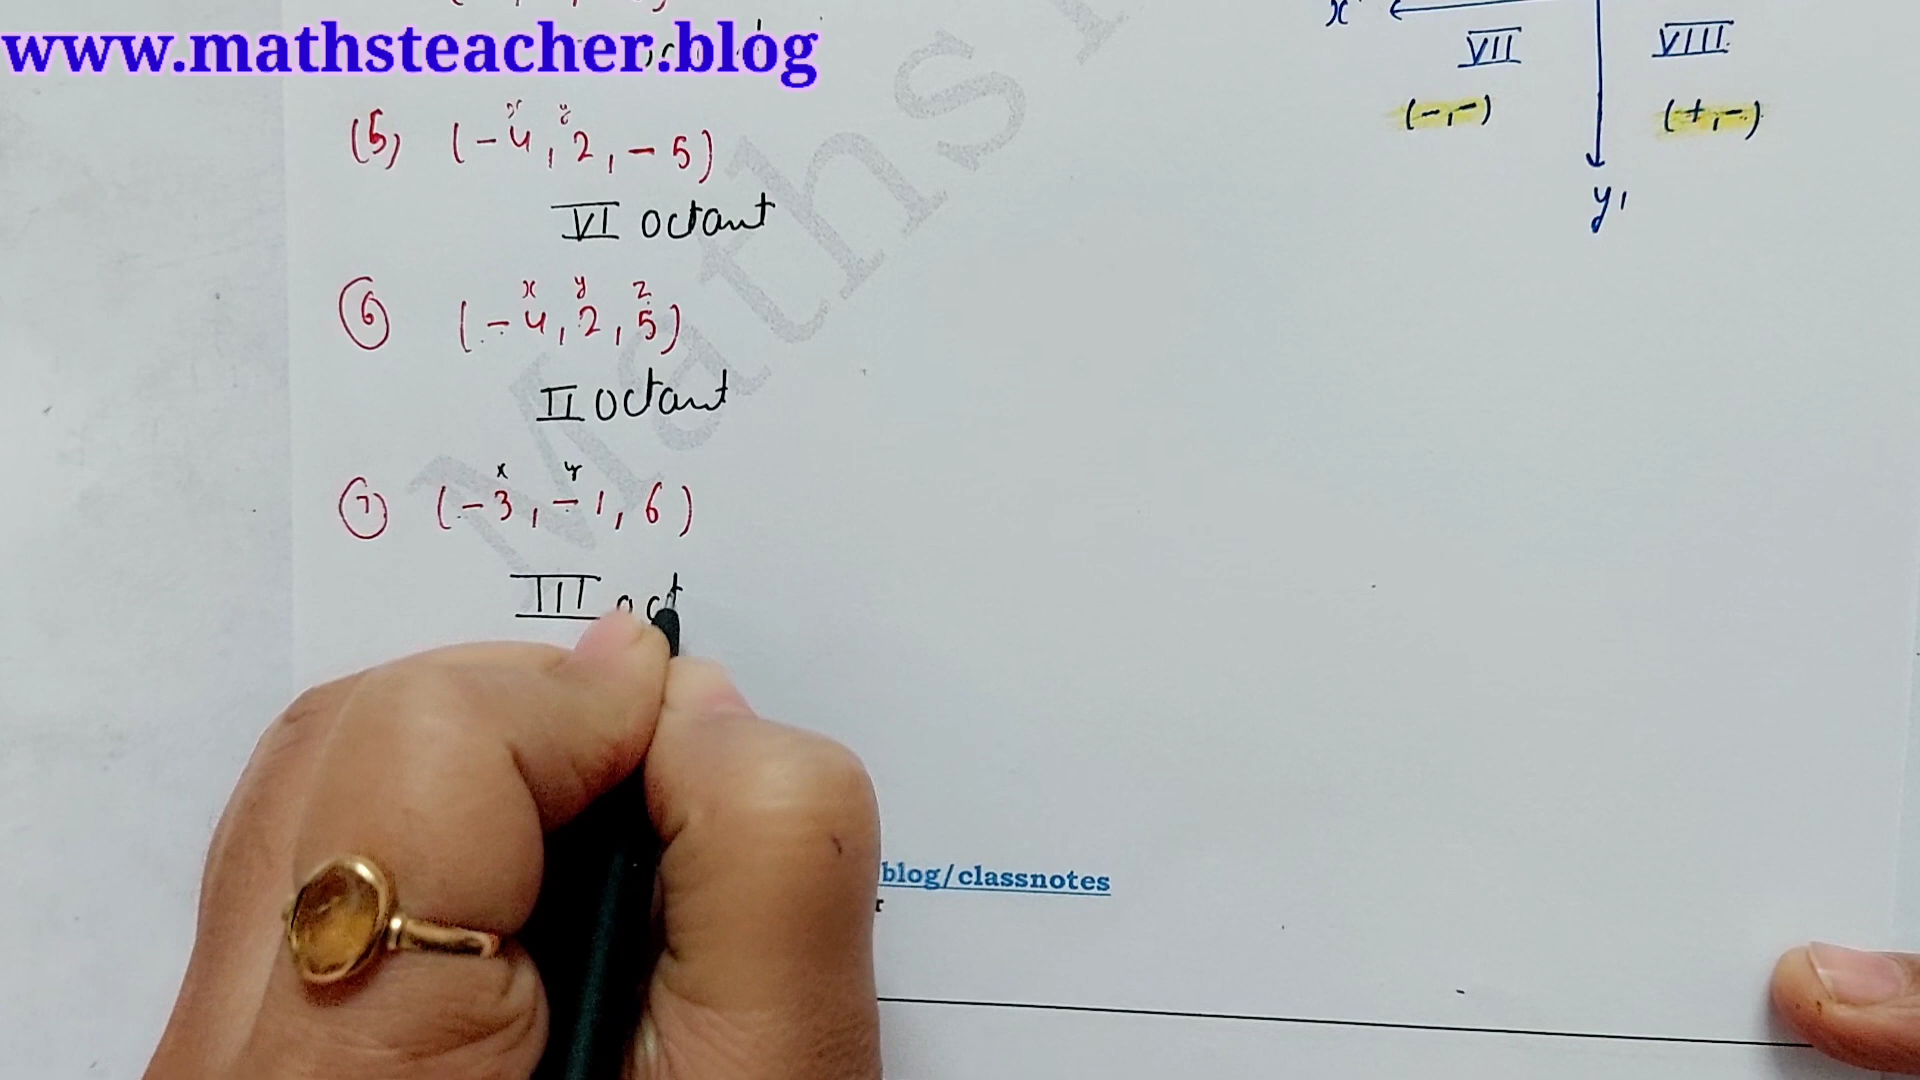 www.mathsteacher.blog
(5) (-4, 2, -5)
VI octant
x y z
(6) (-4, 2, 5)
II octant
x y
(7) (-3, -1, 6)
III oct
x'
VII VIII
(-,-) (+,-)
y'
Maths
blog/classnotes